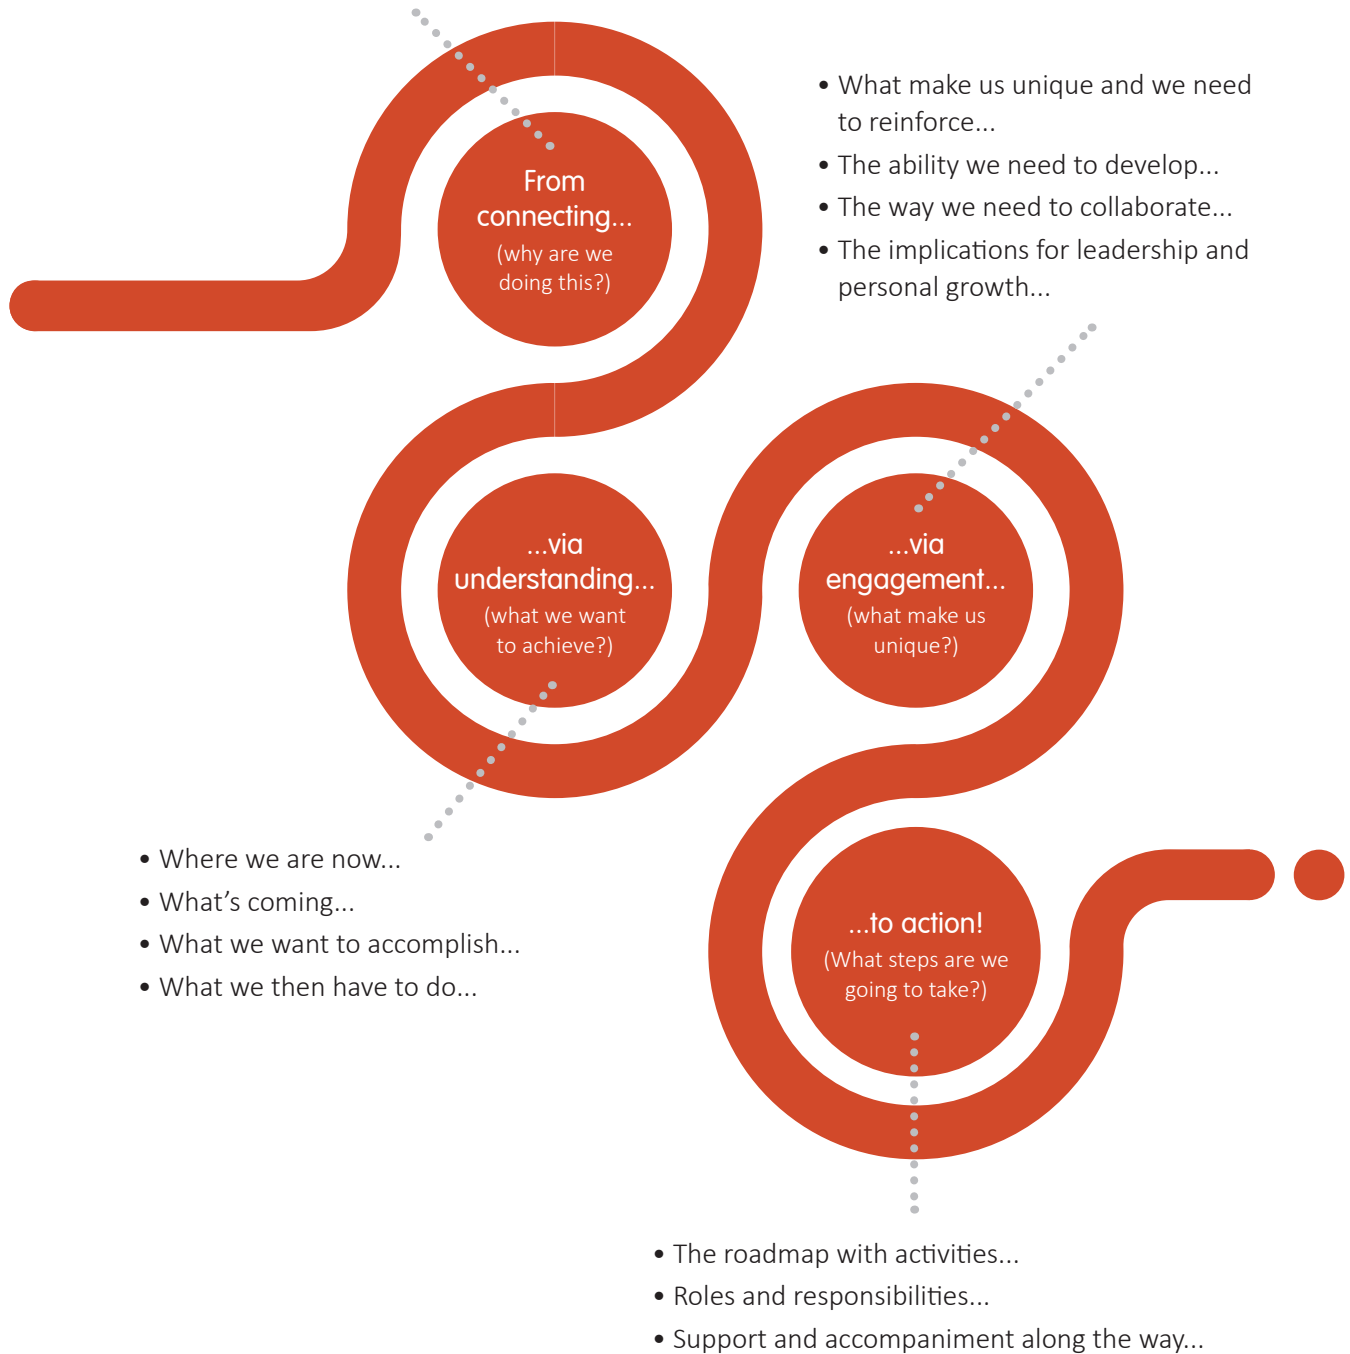 From
connecting...
(why are we
doing this?)
• What make us unique and we need
to reinforce...
• The ability we need to develop...
• The way we need to collaborate...
• The implications for leadership and
personal growth...
...via
understanding...
(what we want
to achieve?)
...via
engagement...
(what make us
unique?)
• Where we are now...
• What’s coming...
• What we want to accomplish...
• What we then have to do...
...to action!
(What steps are we
going to take?)
• The roadmap with activities...
• Roles and responsibilities...
• Support and accompaniment along the way...